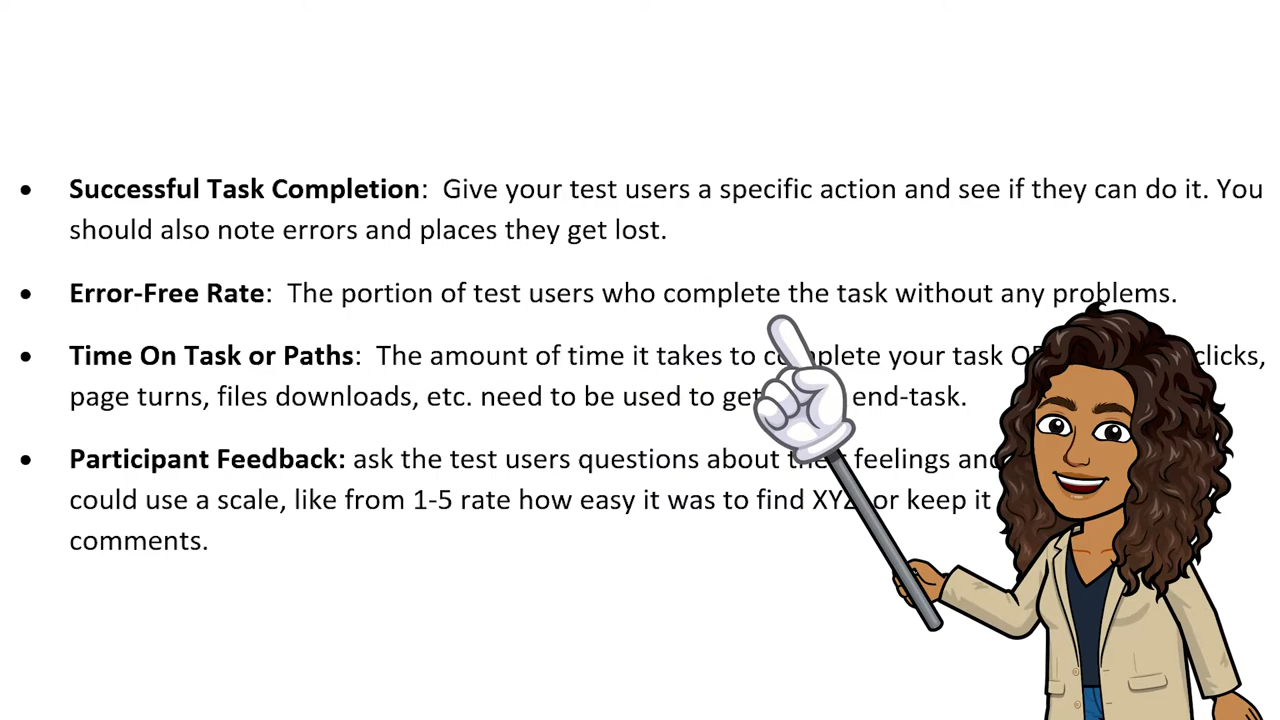 • Successful Task Completion: Give your test users a specific action and see if they can do it. You
should also note errors and places they get lost.
• Error-Free Rate: The portion of test users who complete the task without any problems.
• Time On Task or Paths: The amount of time it takes to complete your task clicks,
page turns, files downloads, etc. need to be used to get end-task.
• Participant Feedback: ask the test users questions about their feelings and
could use a scale, like from 1-5 rate how easy it was to find XYZ, or keep it
comments.